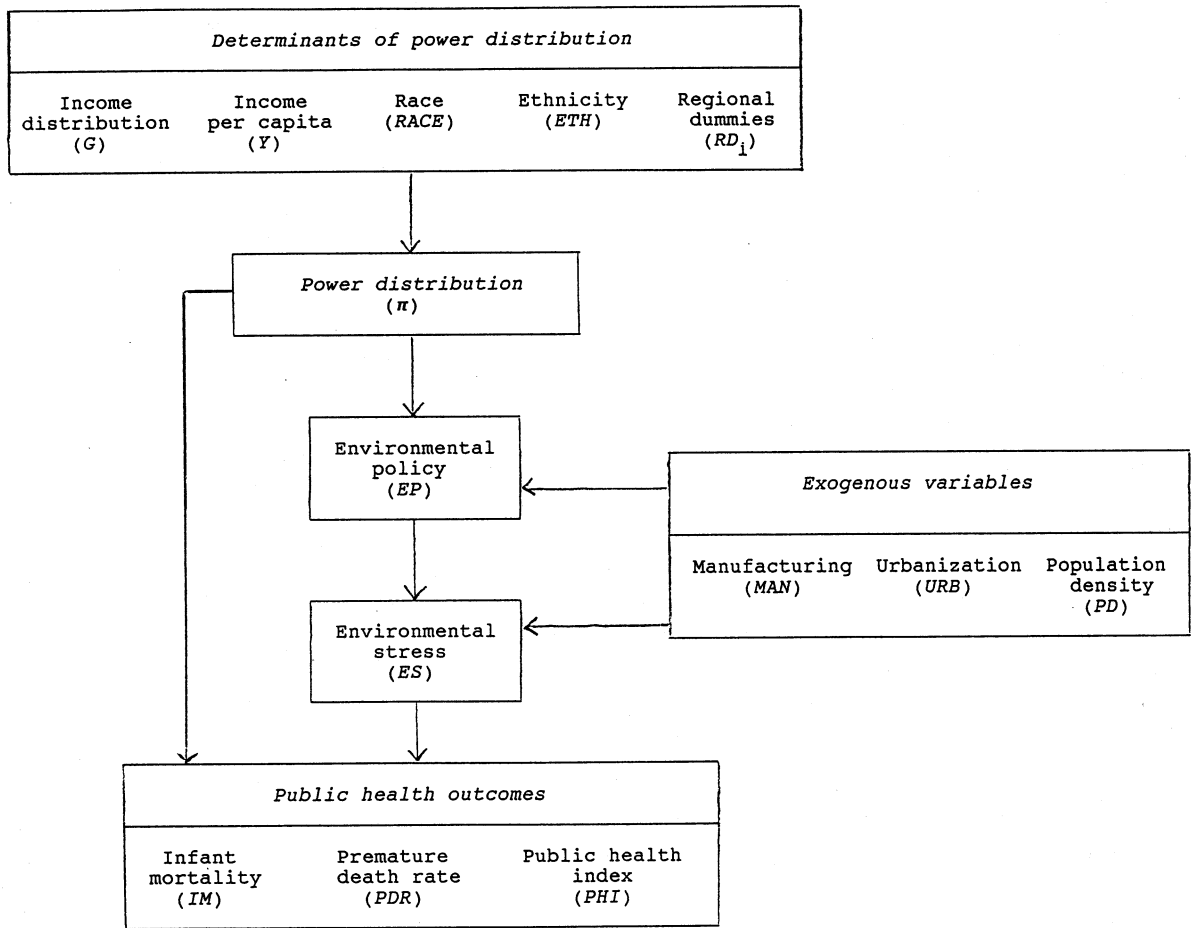 Determinants of power distribution
Income distribution (G)
Income per capita (Y)
Race (RACE)
Ethnicity (ETH)
Regional dummies (RDi)
Power distribution
(π)
Environmental
policy
(EP)
Exogenous variables
Manufacturing (MAN)
Urbanization (URB)
Population density (PD)
Environmental
stress
(ES)
Public health outcomes
Infant mortality (IM)
Premature death rate (PDR)
Public health index (PHI)